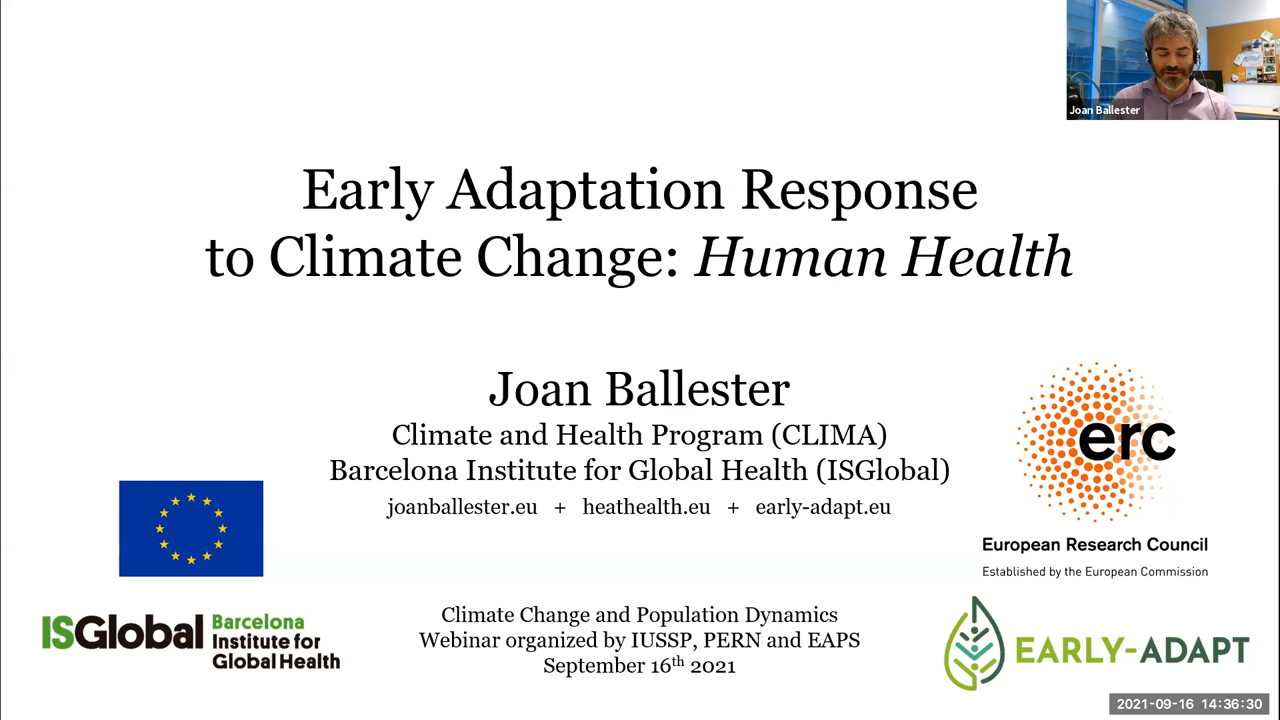 Joan Ballester
Early Adaptation Response
to Climate Change: Human Health
Joan Ballester
Climate and Health Program (CLIMA)
Barcelona Institute for Global Health (ISGlobal)
joanballester.eu + heathealth.eu + early-adapt.eu
erc
European Research Council
Established by the European Commission
ISGlobal Barcelona
Institute for
Global Health
Climate Change and Population Dynamics
Webinar organized by IUSSP, PERN and EAPS
September 16th 2021
EARLY-ADAPT
2021-09-16 14:36:30